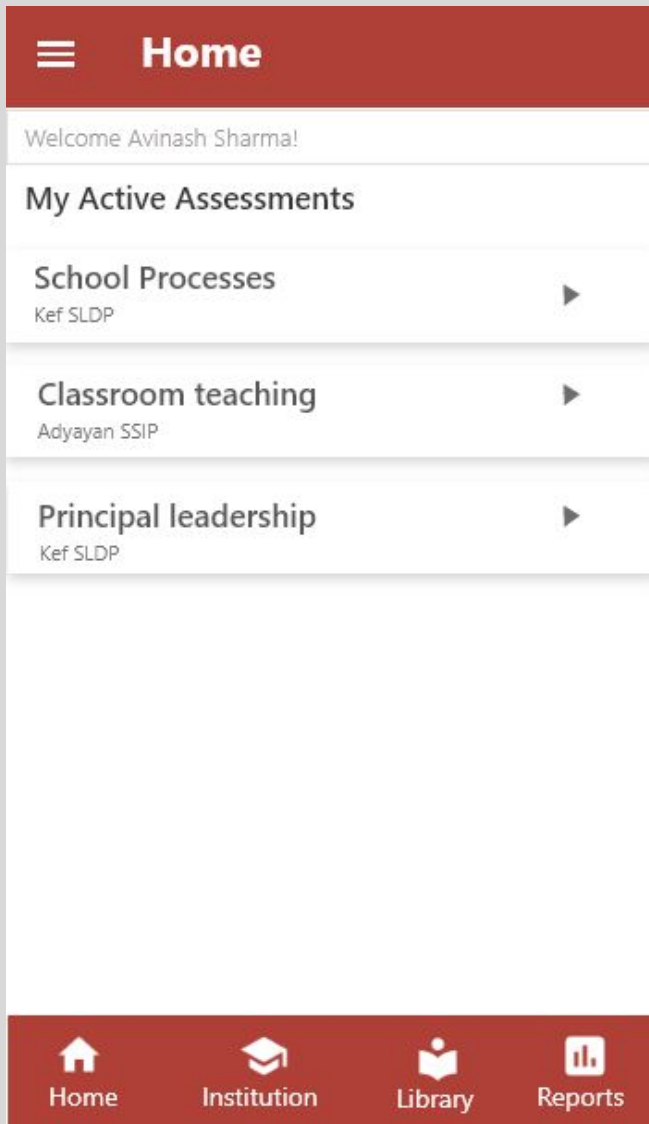 Home
Welcome Avinash Sharma!
My Active Assessments
School Processes
Kef SLDP
Classroom teaching
Adyayan SSIP
Principal leadership
Kef SLDP
Home
Institution
Library
Reports